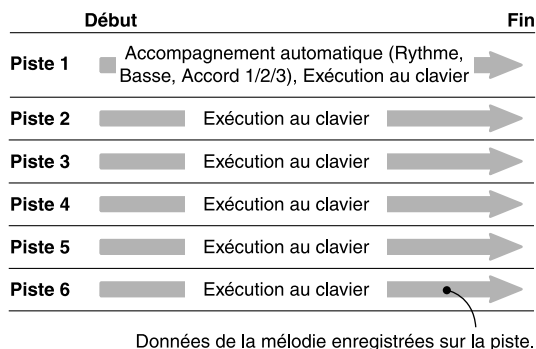 Début Fin
Piste 1 Accompagnement automatique (Rythme,
Basse, Accord 1/2/3), Exécution au clavier
Piste 2 Exécution au clavier
Piste 3 Exécution au clavier
Piste 4 Exécution au clavier
Piste 5 Exécution au clavier
Piste 6 Exécution au clavier
Données de la mélodie enregistrées sur la piste.